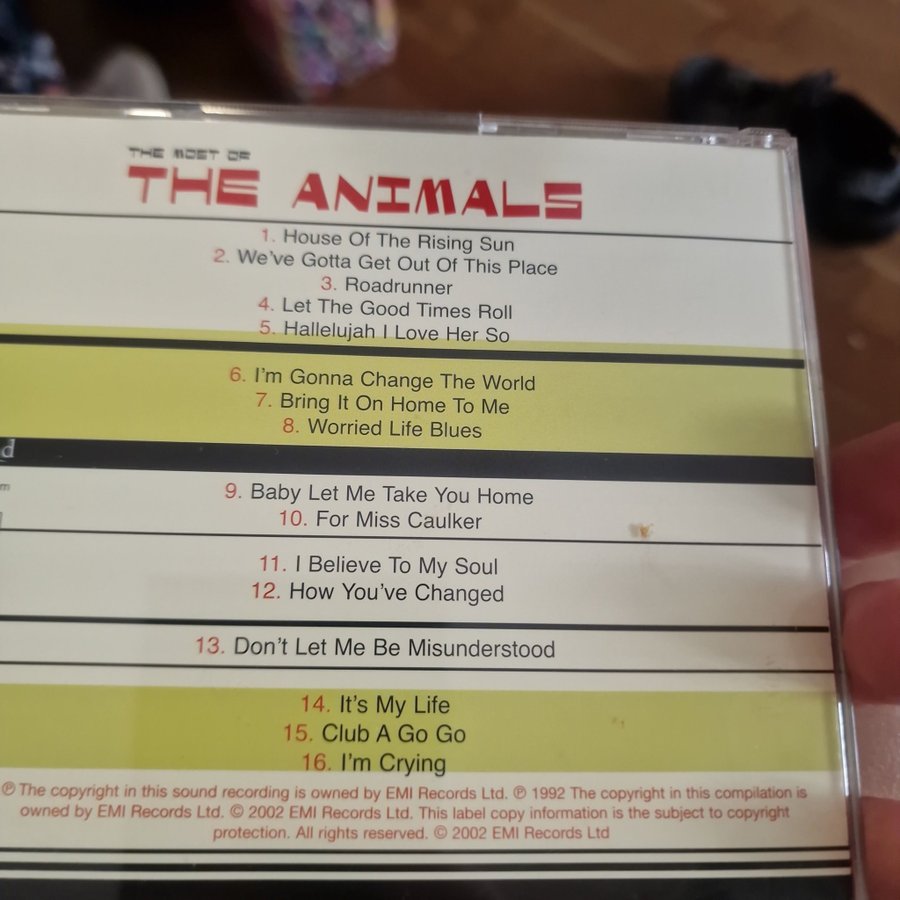 THE MOST OF
THE ANIMALS
1. House Of The Rising Sun
2. We've Gotta Get Out Of This Place
3. Roadrunner
4. Let The Good Times Roll
5. Hallelujah I Love Her So
6. I'm Gonna Change The World
7. Bring It On Home To Me
8. Worried Life Blues
9. Baby Let Me Take You Home
10. For Miss Caulker
11. I Believe To My Soul
12. How You've Changed
13. Don't Let Me Be Misunderstood
14. It's My Life
15. Club A Go Go
16. I'm Crying
℗ The copyright in this sound recording is owned by EMI Records Ltd. ℗ 1992 The copyright in this compilation is
owned by EMI Records Ltd. © 2002 EMI Records Ltd. This label copy information is the subject to copyright
protection. All rights reserved. © 2002 EMI Records Ltd